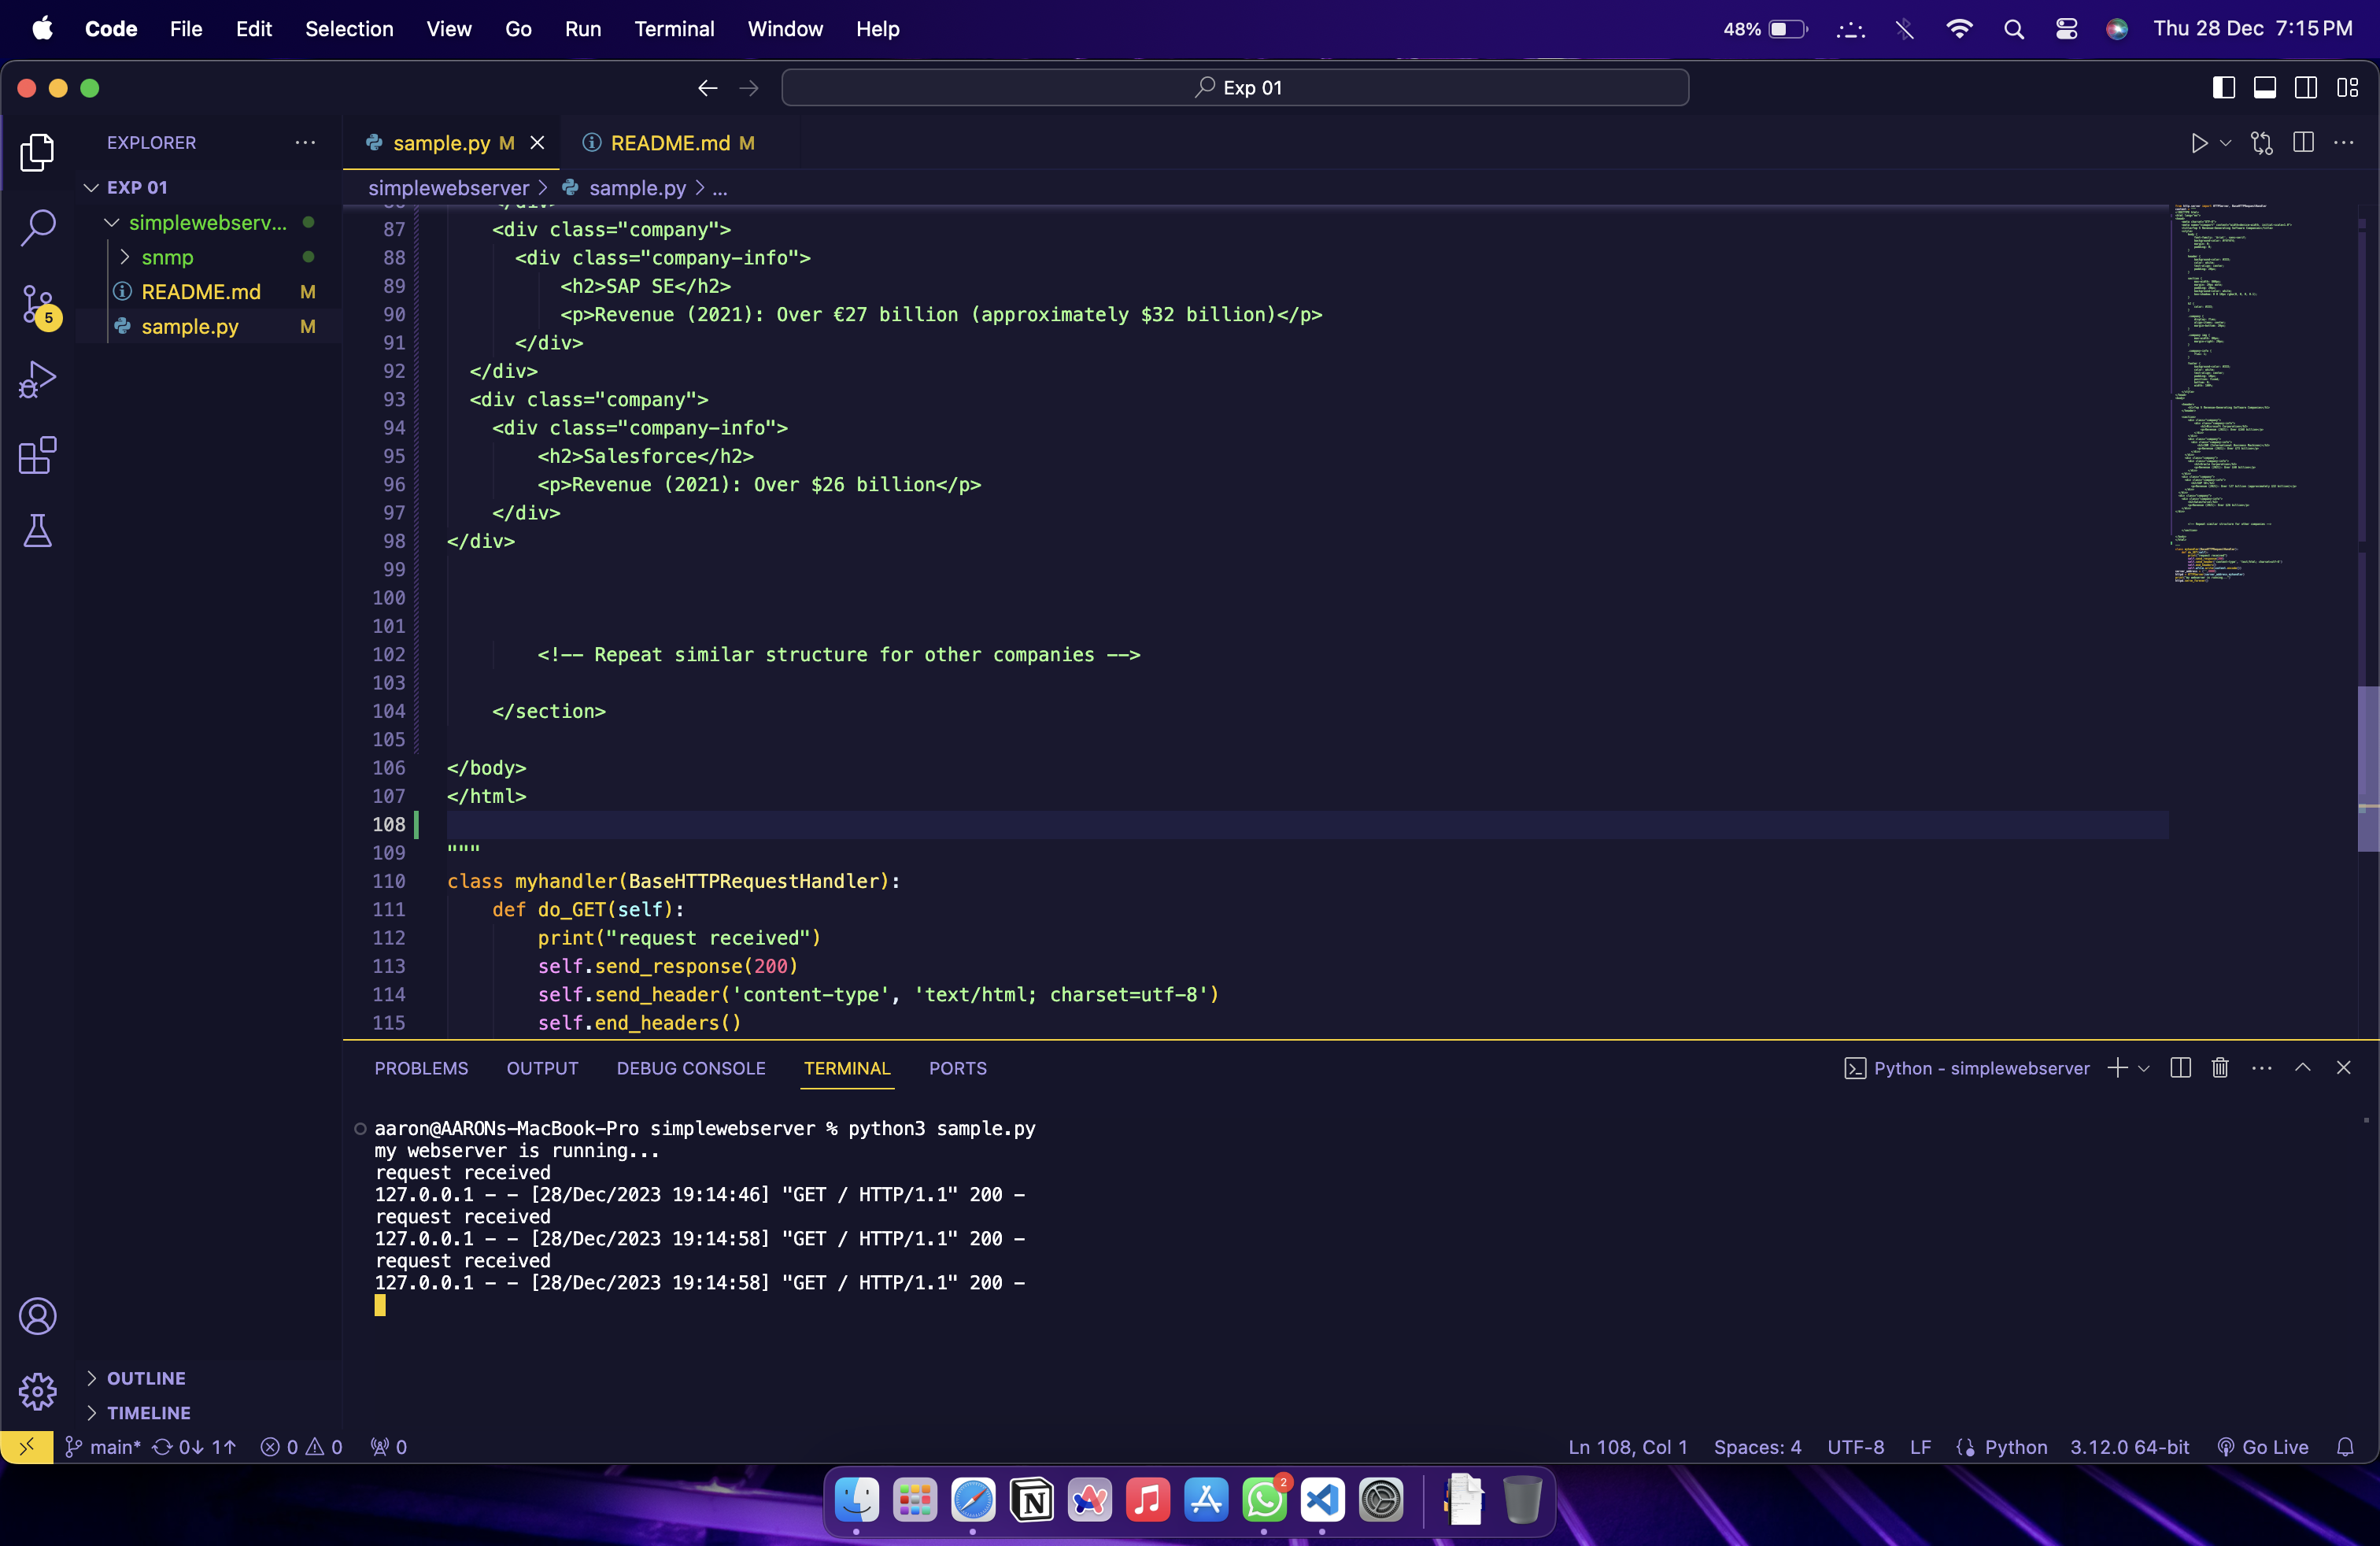 Code File Edit Selection View Go Run Terminal Window Help 48% Thu 28 Dec 7:15 PM
Exp 01
EXPLORER
EXP 01
simplewebserv...
snmp
README.md M
sample.py M
5
sample.py M README.md M
simplewebserver > sample.py > ...
87 <div class="company">
88 <div class="company-info">
89 <h2>SAP SE</h2>
90 <p>Revenue (2021): Over €27 billion (approximately $32 billion)</p>
91 </div>
92 </div>
93 <div class="company">
94 <div class="company-info">
95 <h2>Salesforce</h2>
96 <p>Revenue (2021): Over $26 billion</p>
97 </div>
98 </div>
99
100
101
102 <!-- Repeat similar structure for other companies -->
103
104 </section>
105
106 </body>
107 </html>
108
109 """
110 class myhandler(BaseHTTPRequestHandler):
111 def do_GET(self):
112 print("request received")
113 self.send_response(200)
114 self.send_header('content-type', 'text/html; charset=utf-8')
115 self.end_headers()
PROBLEMS OUTPUT DEBUG CONSOLE TERMINAL PORTS Python - simplewebserver
aaron@AARONs-MacBook-Pro simplewebserver % python3 sample.py
my webserver is running...
request received
127.0.0.1 - - [28/Dec/2023 19:14:46] "GET / HTTP/1.1" 200 -
request received
127.0.0.1 - - [28/Dec/2023 19:14:58] "GET / HTTP/1.1" 200 -
request received
127.0.0.1 - - [28/Dec/2023 19:14:58] "GET / HTTP/1.1" 200 -
OUTLINE
TIMELINE
main* 0↓ 1↑ 0 0 0 Ln 108, Col 1 Spaces: 4 UTF-8 LF Python 3.12.0 64-bit Go Live
2